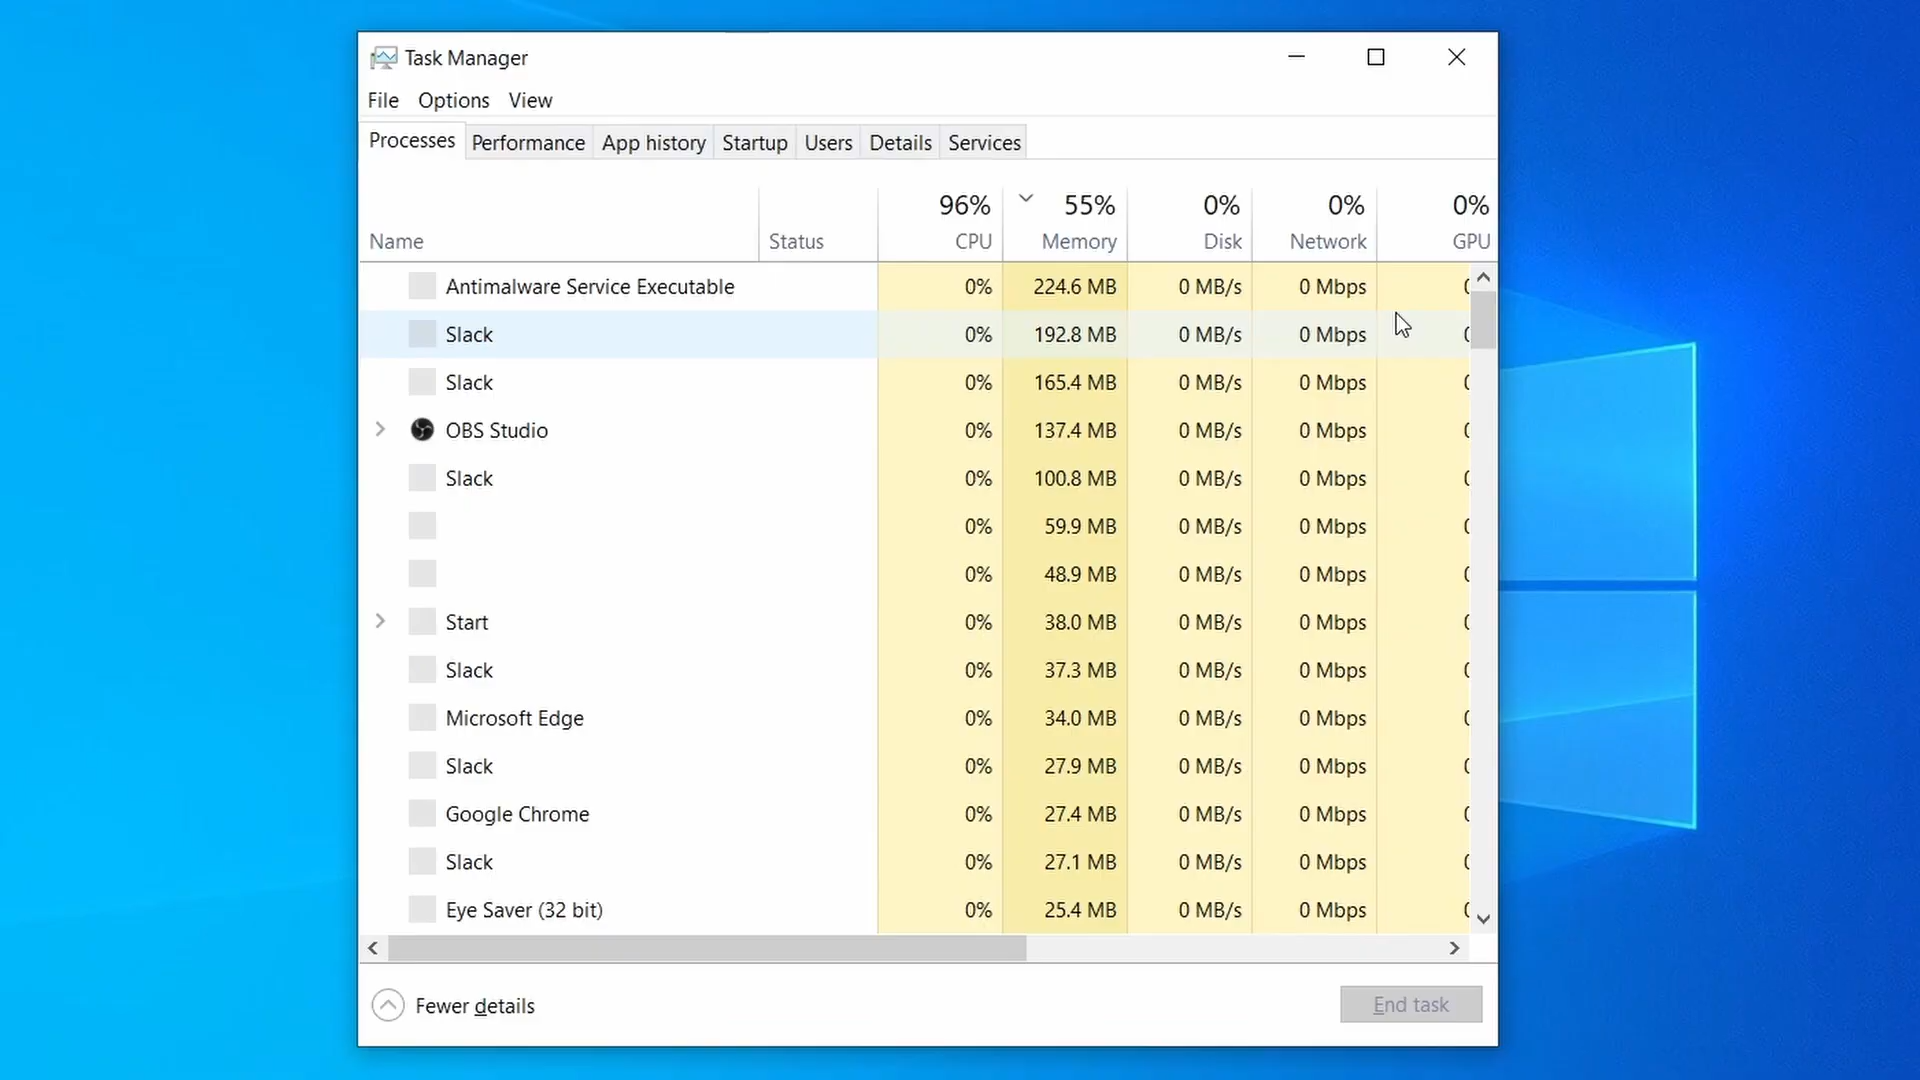 Task Manager
File Options View
Processes Performance App history Startup Users Details Services
96% 55% 0% 0% 0%
Name Status CPU Memory Disk Network GPU
Antimalware Service Executable 0% 224.6 MB 0 MB/s 0 Mbps
Slack 0% 192.8 MB 0 MB/s 0 Mbps
Slack 0% 165.4 MB 0 MB/s 0 Mbps
OBS Studio 0% 137.4 MB 0 MB/s 0 Mbps
Slack 0% 100.8 MB 0 MB/s 0 Mbps
0% 59.9 MB 0 MB/s 0 Mbps
0% 48.9 MB 0 MB/s 0 Mbps
Start 0% 38.0 MB 0 MB/s 0 Mbps
Slack 0% 37.3 MB 0 MB/s 0 Mbps
Microsoft Edge 0% 34.0 MB 0 MB/s 0 Mbps
Slack 0% 27.9 MB 0 MB/s 0 Mbps
Google Chrome 0% 27.4 MB 0 MB/s 0 Mbps
Slack 0% 27.1 MB 0 MB/s 0 Mbps
Eye Saver (32 bit) 0% 25.4 MB 0 MB/s 0 Mbps
Fewer details
End task